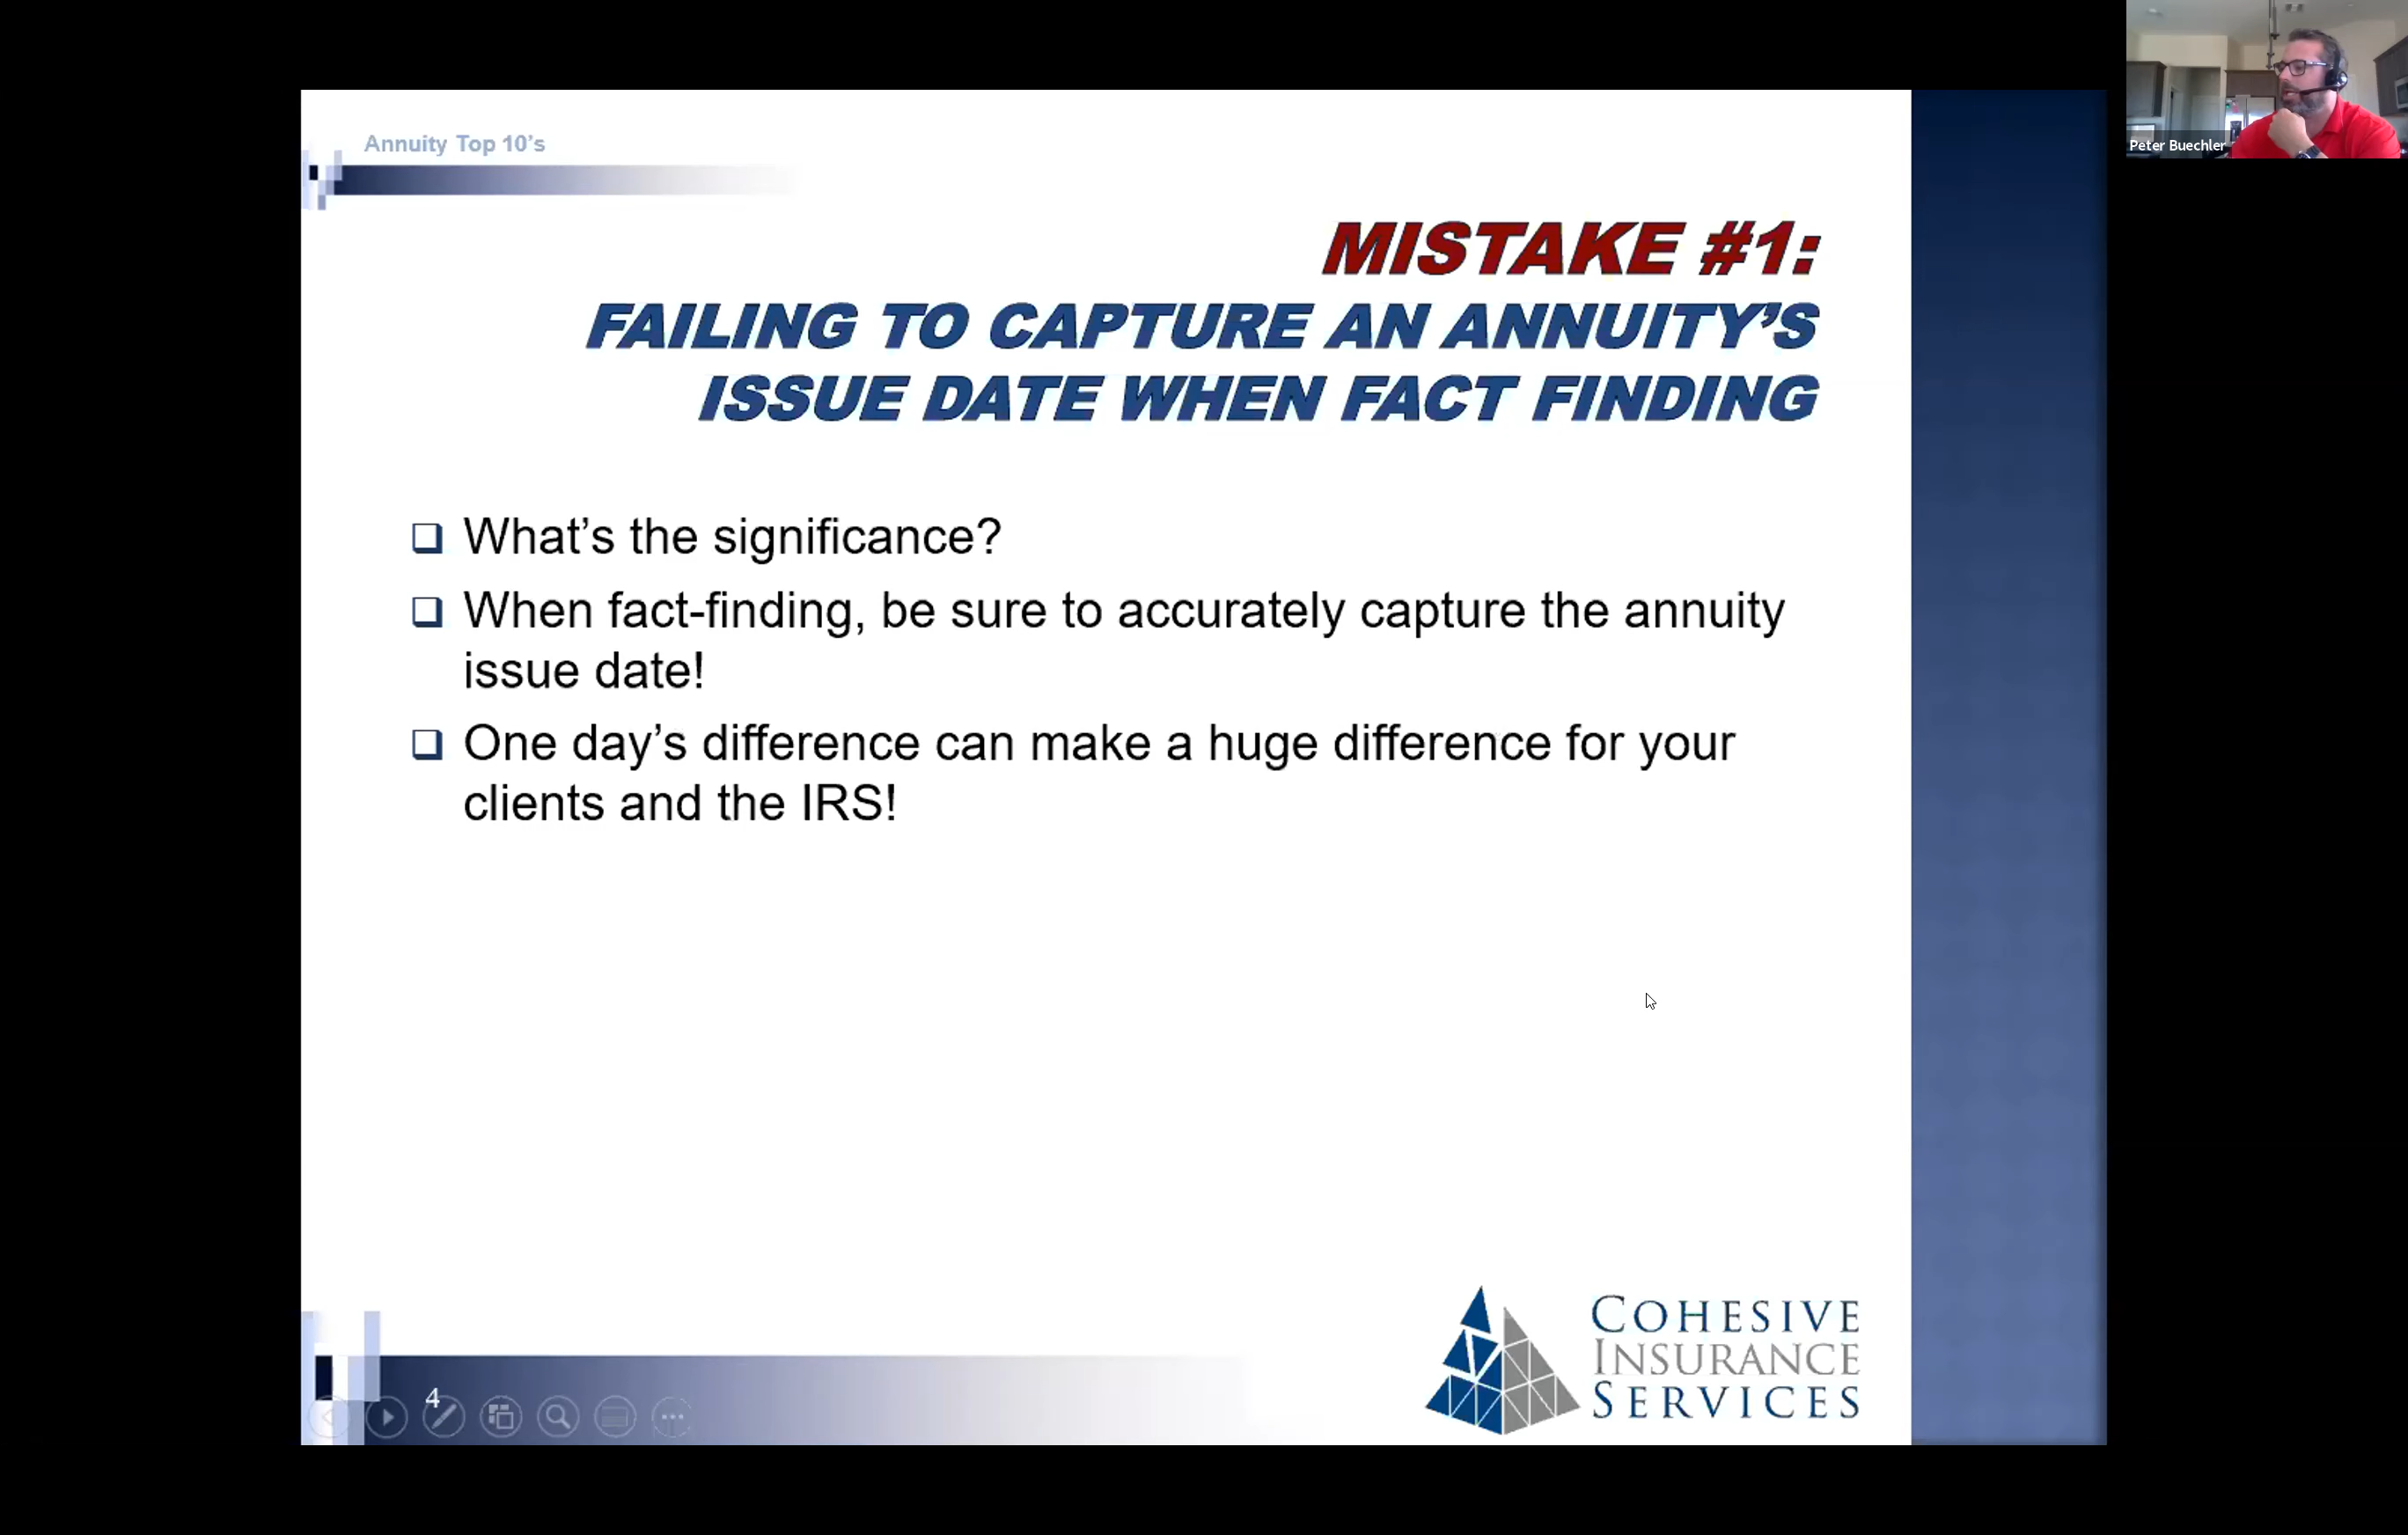 Peter Buechler
Annuity Top 10's
MISTAKE #1:
FAILING TO CAPTURE AN ANNUITY'S
ISSUE DATE WHEN FACT FINDING
What's the significance?
When fact-finding, be sure to accurately capture the annuity
issue date!
One day's difference can make a huge difference for your
clients and the IRS!
4
COHESIVE
INSURANCE
SERVICES